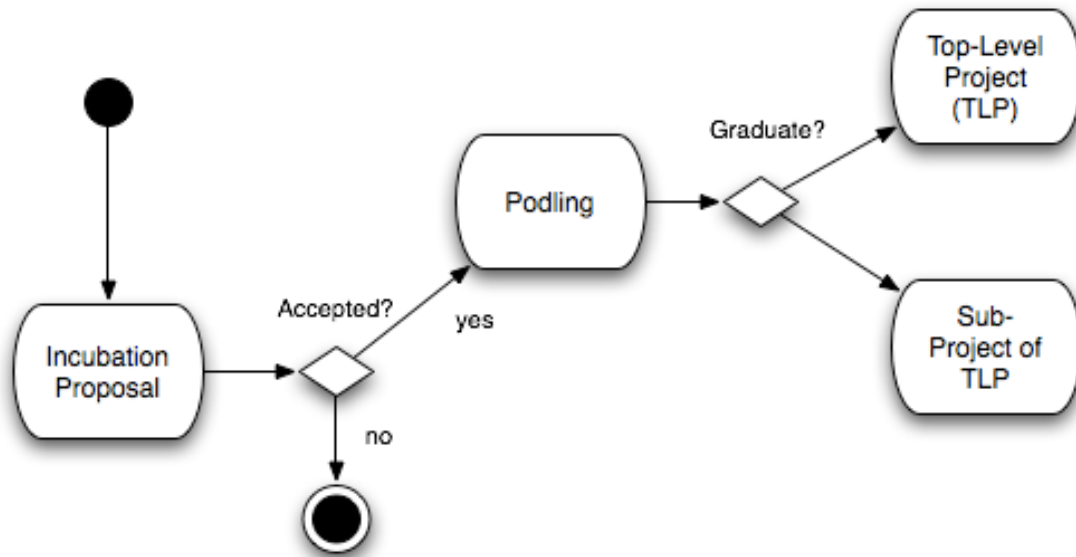 Top-Level
Project
(TLP)
Graduate?
Podling
Accepted?
yes
Incubation
Proposal
no
Sub-
Project of
TLP